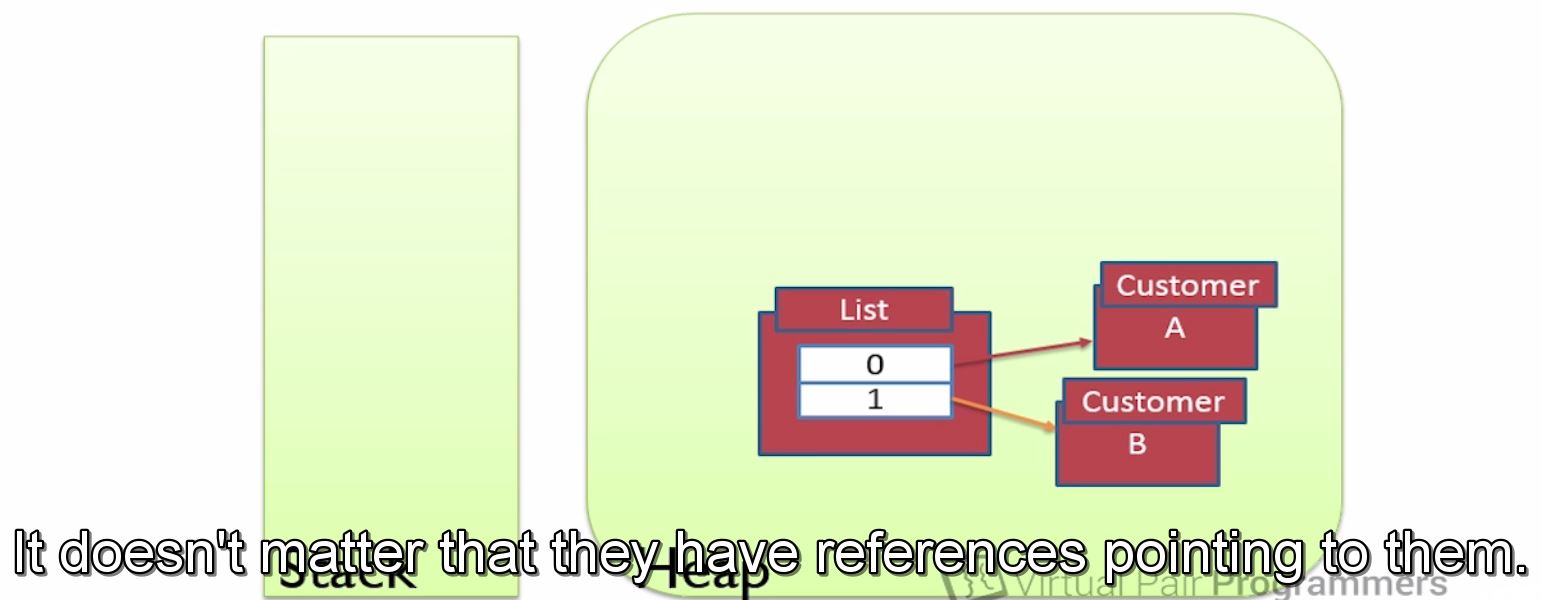 List
0
1
Customer
A
Customer
B
It doesn't matter that they have references pointing to them.
Stack
Heap
Virtual Pair Programmers